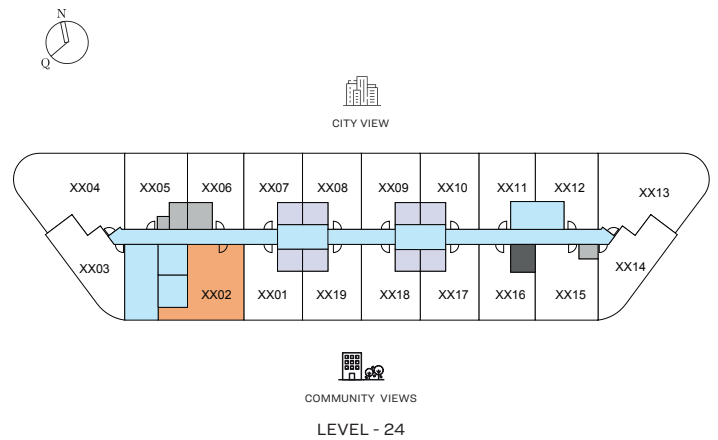 N
Q
CITY VIEW
XX04 XX05 XX06 XX07 XX08 XX09 XX10 XX11 XX12 XX13
XX03 XX02 XX01 XX19 XX18 XX17 XX16 XX15 XX14
COMMUNITY VIEWS
LEVEL - 24